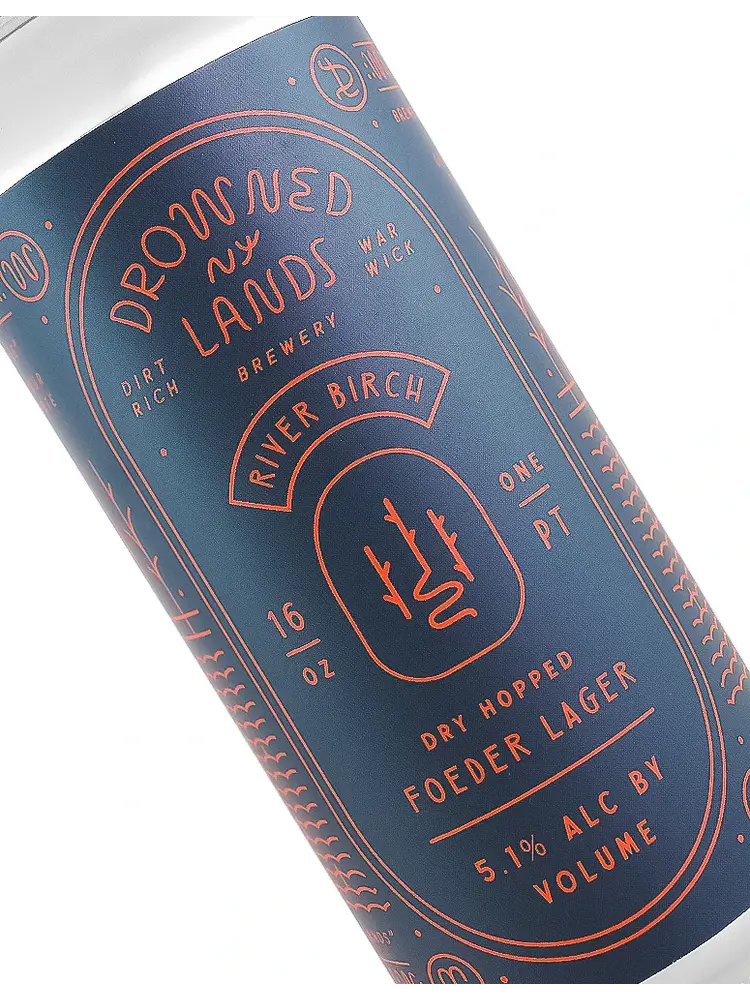 DROWNED
NY
LANDS
WAR
WICK
DIRT
RICH
BREWERY
RIVER BIRCH
ONE
PT
16
OZ
DRY HOPPED
FOEDER LAGER
5.1% ALC BY
VOLUME